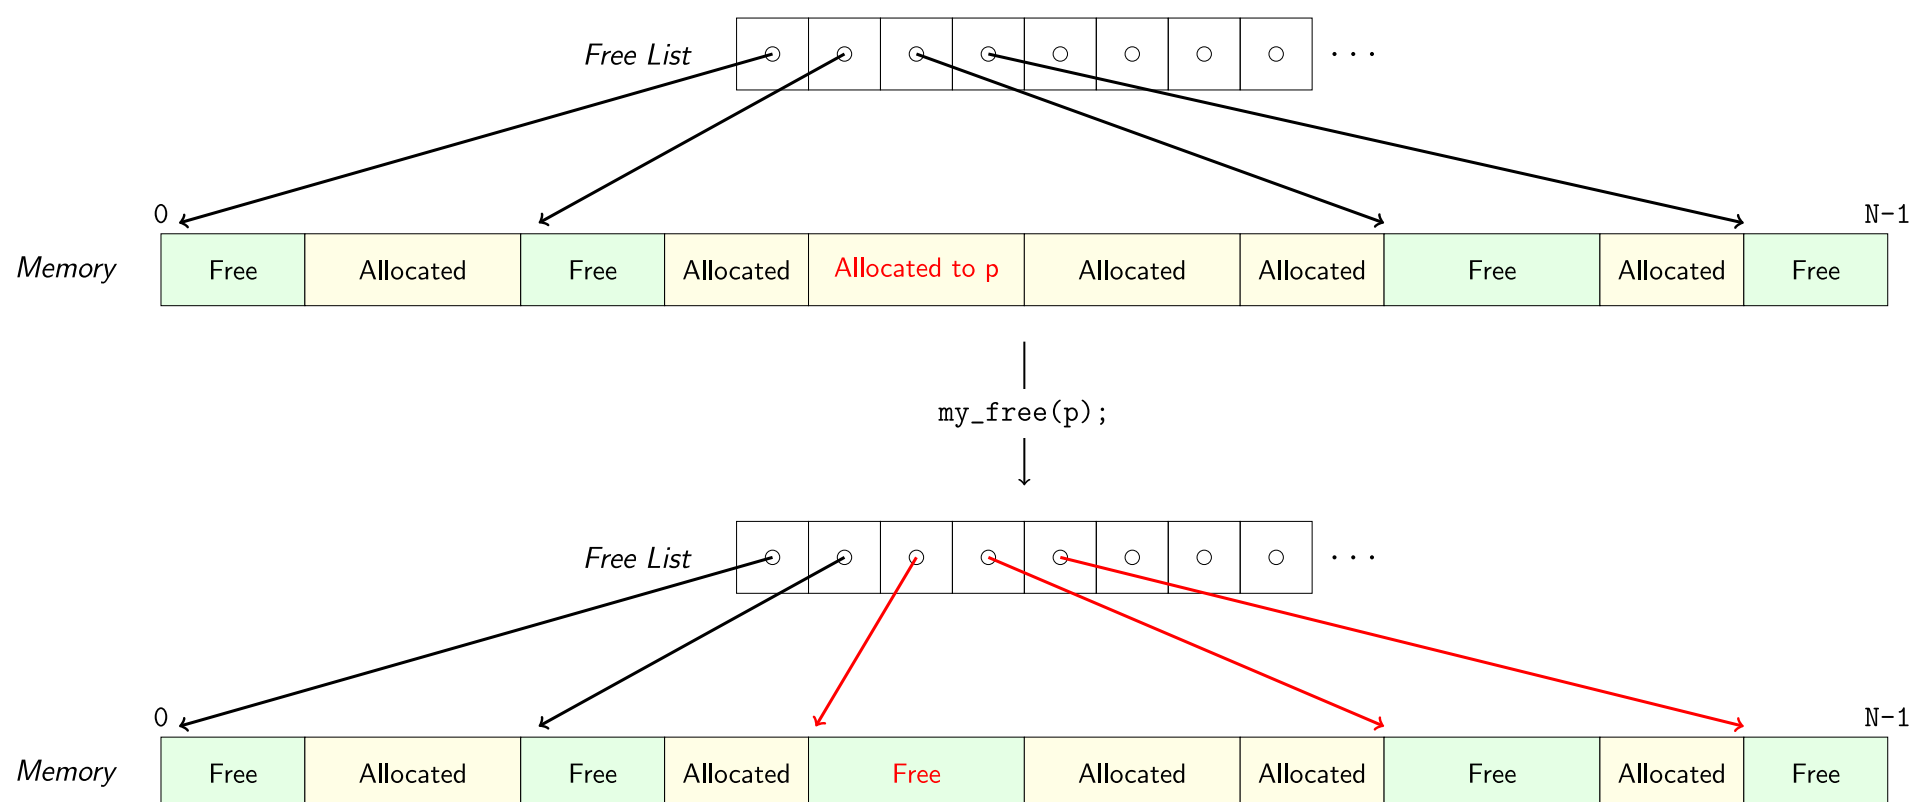 Free List ...
0 N-1
Memory Free Allocated Free Allocated Allocated to p Allocated Allocated Free Allocated Free
my_free(p);
Free List ...
0 N-1
Memory Free Allocated Free Allocated Free Allocated Allocated Free Allocated Free